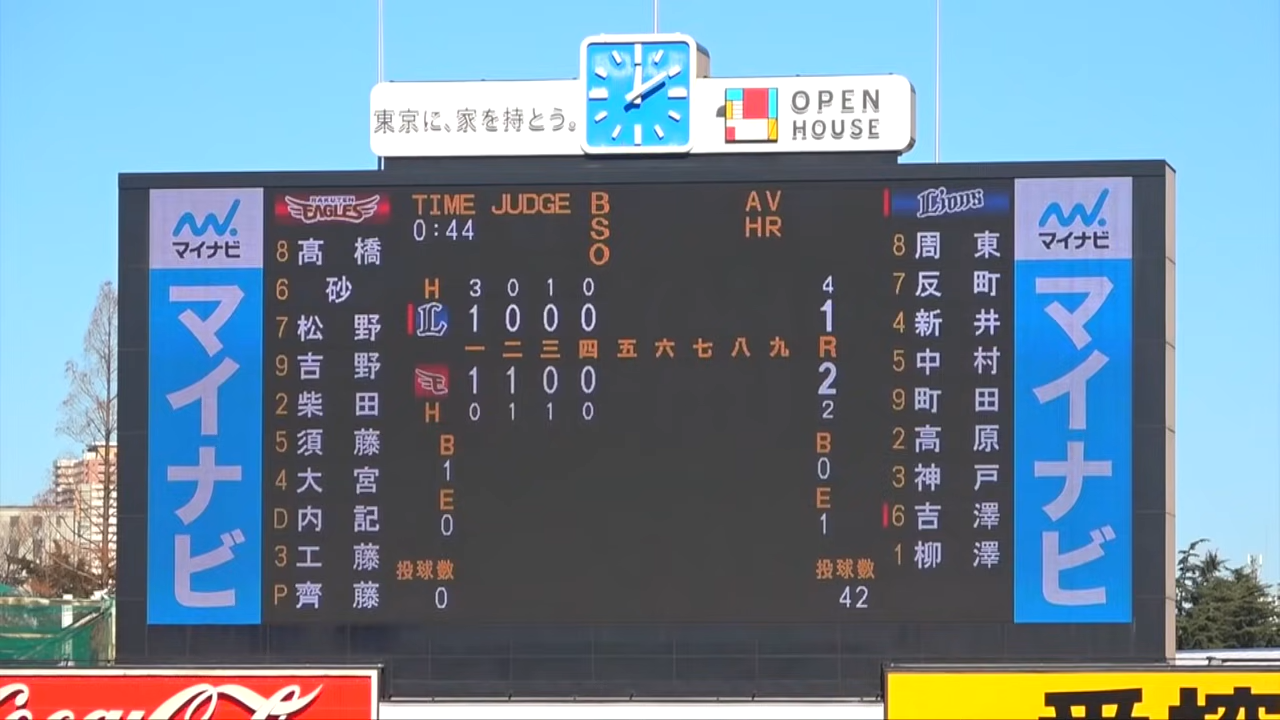 東京に、家を持とう。
OPEN
HOUSE
マイナビ
マイナビ
RAKUTEN
EAGLES
8 髙橋
6 砂
7 松野
9 吉野
2 柴田
5 須藤
4 大宮
D 内記
3 工藤
P 齊藤
TIME JUDGE B AV
0:44 S HR
O
H 3 0 1 0 4
L 1 0 0 0 1
一 二 三 四 五 六 七 八 九 R
E 1 1 0 0 2
H 0 1 1 0 2
B B
1 0
E E
0 1
投球数 投球数
0 42
Lions
8 周東
7 反町
4 新井
5 中村
9 町田
2 高原
3 神戸
6 吉澤
1 柳澤
マイナビ
マイナビ
Coca